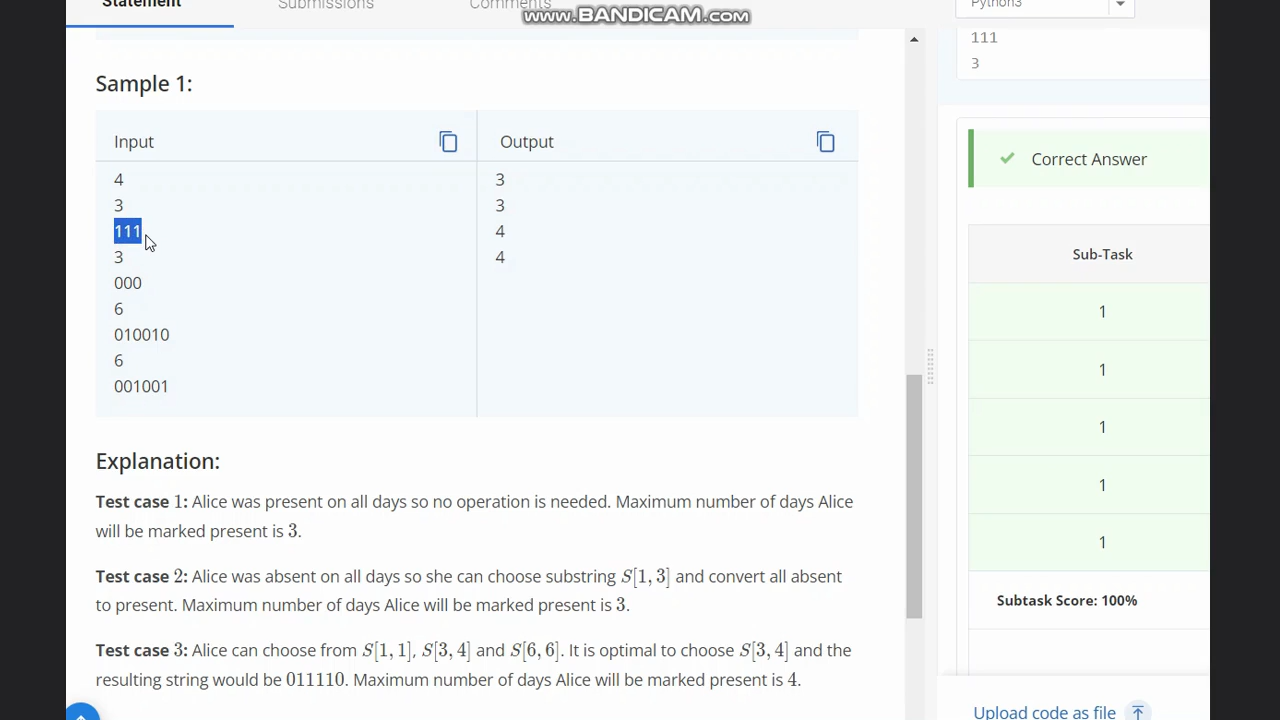 www.BANDICAM.com
Statement
Submissions
Comments
Python3
Sample 1:
Input
Output
4
3
111
3
000
6
010010
6
001001
3
3
4
4
Explanation:
Test case 1: Alice was present on all days so no operation is needed. Maximum number of days Alice
will be marked present is 3.
Test case 2: Alice was absent on all days so she can choose substring S[1, 3] and convert all absent
to present. Maximum number of days Alice will be marked present is 3.
Test case 3: Alice can choose from S[1, 1], S[3, 4] and S[6, 6]. It is optimal to choose S[3, 4] and the
resulting string would be 011110. Maximum number of days Alice will be marked present is 4.
111
3
Correct Answer
Sub-Task
1
1
1
1
1
Subtask Score: 100%
Upload code as file